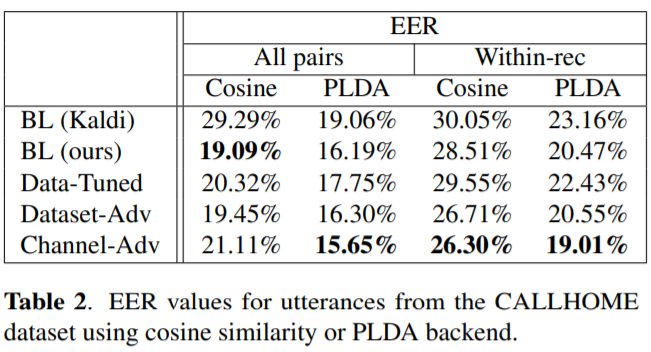 EER
All pairs Within-rec
Cosine PLDA Cosine PLDA
BL (Kaldi) 29.29% 19.06% 30.05% 23.16%
BL (ours) 19.09% 16.19% 28.51% 20.47%
Data-Tuned 20.32% 17.75% 29.55% 22.43%
Dataset-Adv 19.45% 16.30% 26.71% 20.55%
Channel-Adv 21.11% 15.65% 26.30% 19.01%
Table 2. EER values for utterances from the CALLHOME
dataset using cosine similarity or PLDA backend.